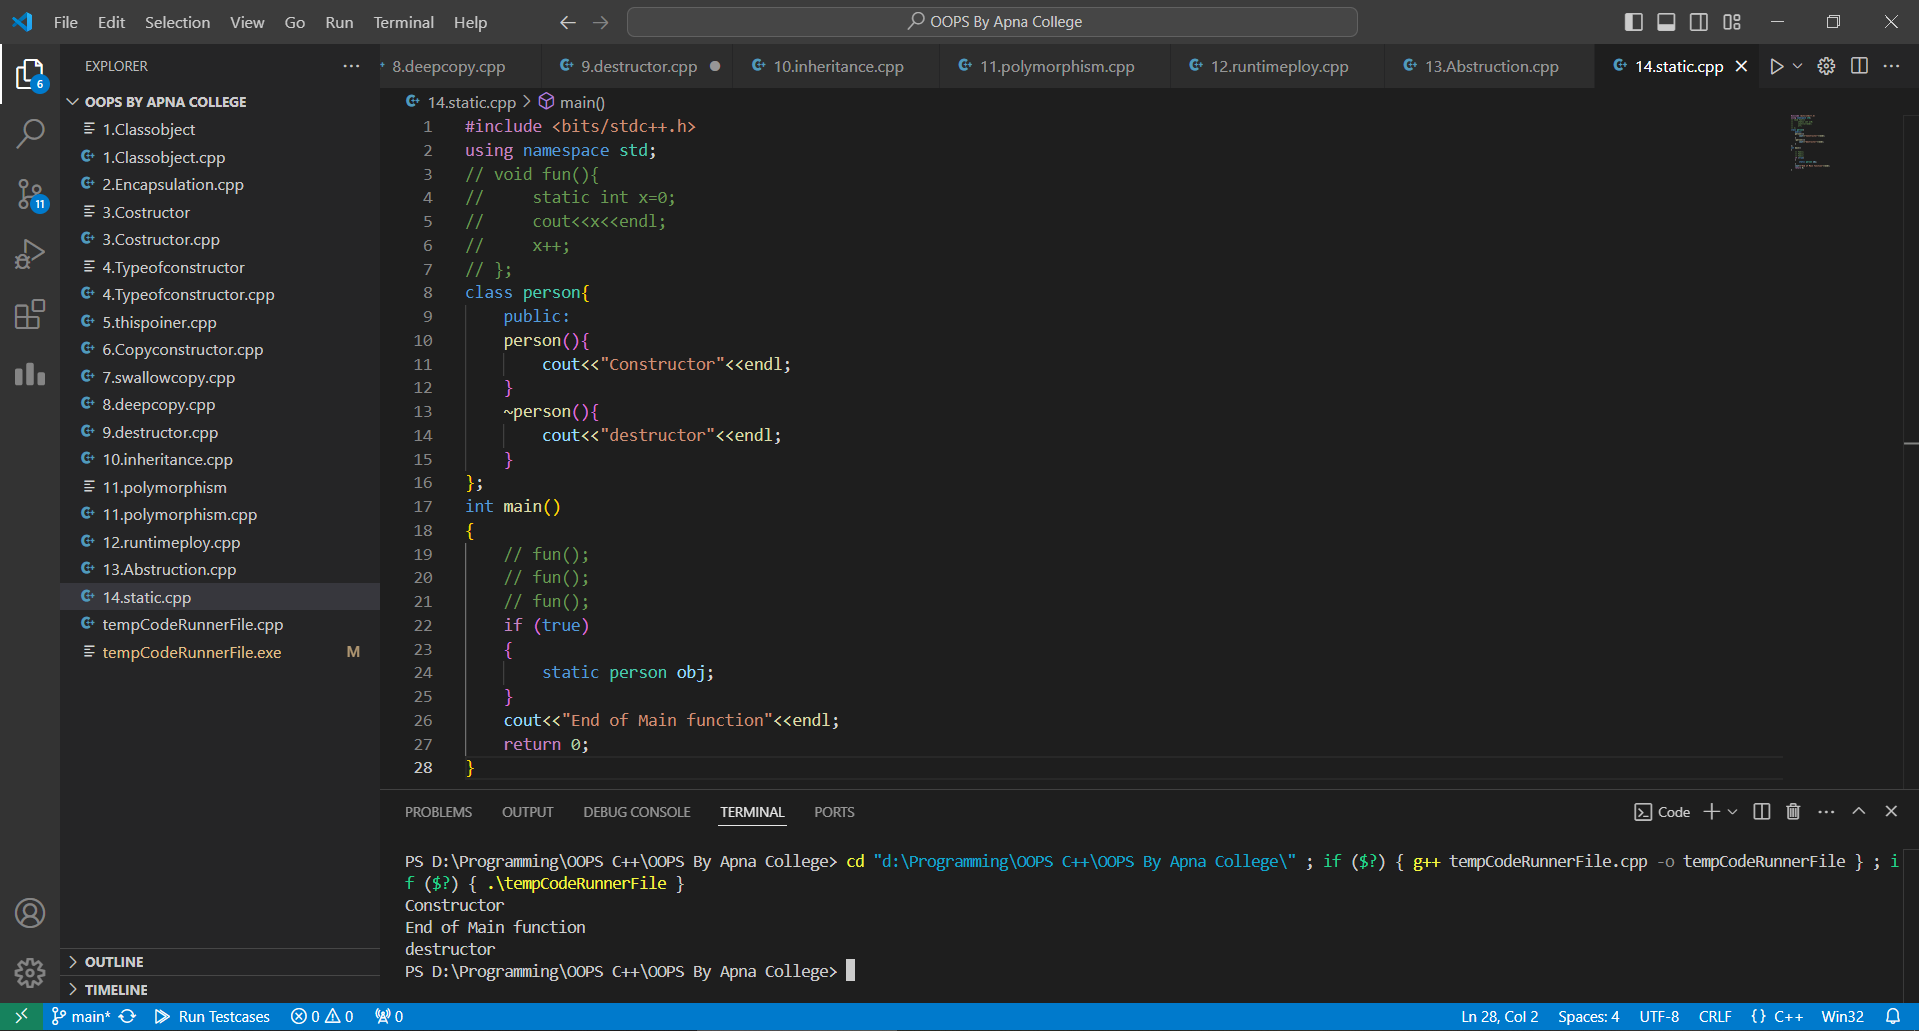 File Edit Selection View Go Run Terminal Help
OOPS By Apna College
EXPLORER
8.deepcopy.cpp 9.destructor.cpp 10.inheritance.cpp 11.polymorphism.cpp 12.runtimeploy.cpp 13.Abstruction.cpp 14.static.cpp
6
11
OOPS BY APNA COLLEGE
1.Classobject
1.Classobject.cpp
2.Encapsulation.cpp
3.Costructor
3.Costructor.cpp
4.Typeofconstructor
4.Typeofconstructor.cpp
5.thispoiner.cpp
6.Copyconstructor.cpp
7.swallowcopy.cpp
8.deepcopy.cpp
9.destructor.cpp
10.inheritance.cpp
11.polymorphism
11.polymorphism.cpp
12.runtimeploy.cpp
13.Abstruction.cpp
14.static.cpp
tempCodeRunnerFile.cpp
tempCodeRunnerFile.exe M
OUTLINE
TIMELINE
14.static.cpp > main()
1 #include <bits/stdc++.h>
2 using namespace std;
3 // void fun(){
4 //     static int x=0;
5 //     cout<<x<<endl;
6 //     x++;
7 // };
8 class person{
9     public:
10     person(){
11         cout<<"Constructor"<<endl;
12     }
13     ~person(){
14         cout<<"destructor"<<endl;
15     }
16 };
17 int main()
18 {
19     // fun();
20     // fun();
21     // fun();
22     if (true)
23     {
24         static person obj;
25     }
26     cout<<"End of Main function"<<endl;
27     return 0;
28 }
PROBLEMS OUTPUT DEBUG CONSOLE TERMINAL PORTS
Code
PS D:\Programming\OOPS C++\OOPS By Apna College> cd "d:\Programming\OOPS C++\OOPS By Apna College\" ; if ($?) { g++ tempCodeRunnerFile.cpp -o tempCodeRunnerFile } ; i
f ($?) { .\tempCodeRunnerFile }
Constructor
End of Main function
destructor
PS D:\Programming\OOPS C++\OOPS By Apna College>
main* Run Testcases 0 0 0
Ln 28, Col 2 Spaces: 4 UTF-8 CRLF {} C++ Win32